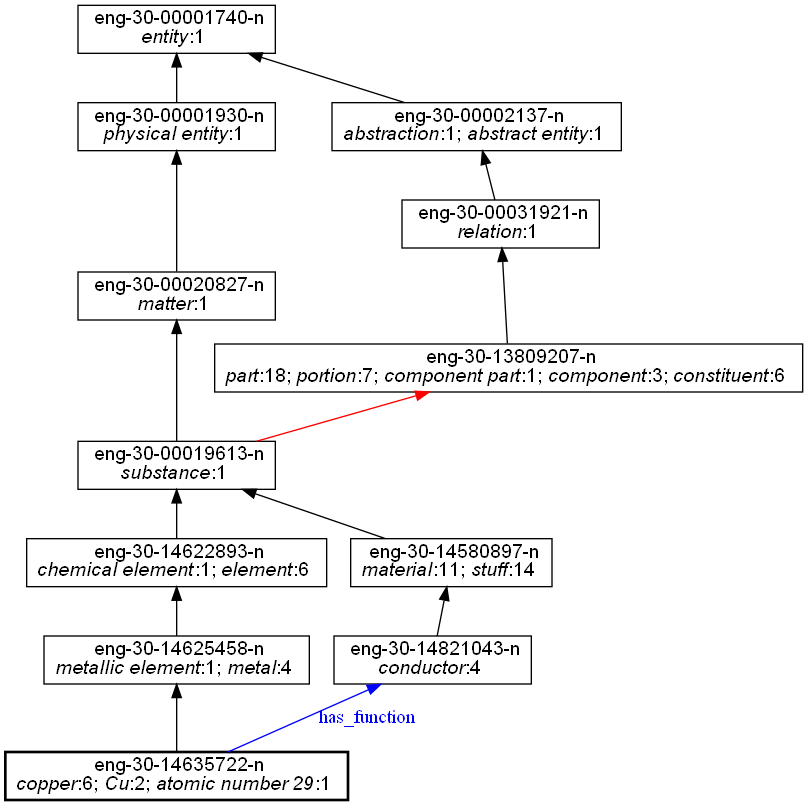 eng-30-00001740-n
entity:1
eng-30-00001930-n
physical entity:1
eng-30-00002137-n
abstraction:1; abstract entity:1
eng-30-00031921-n
relation:1
eng-30-00020827-n
matter:1
eng-30-13809207-n
part:18; portion:7; component part:1; component:3; constituent:6
eng-30-00019613-n
substance:1
eng-30-14622893-n
chemical element:1; element:6
eng-30-14580897-n
material:11; stuff:14
eng-30-14625458-n
metallic element:1; metal:4
eng-30-14821043-n
conductor:4
has_function
eng-30-14635722-n
copper:6; Cu:2; atomic number 29:1